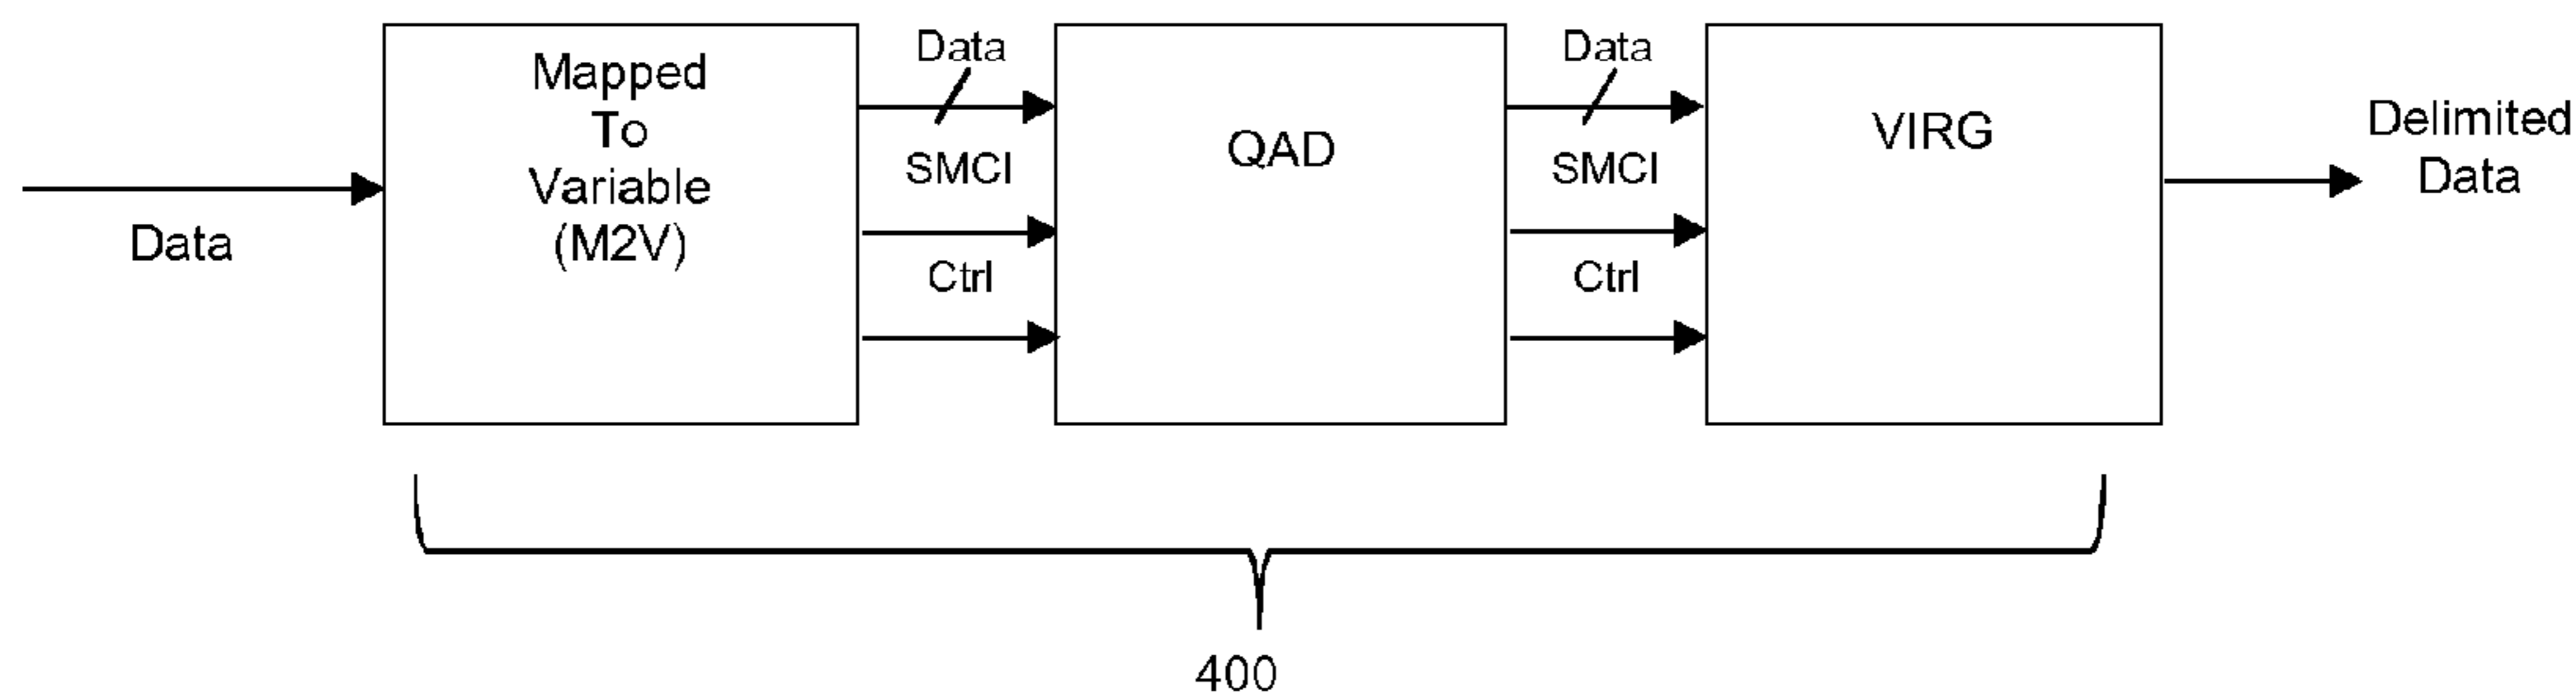 Data
Mapped
To
Variable
(M2V)
Data
SMCI
Ctrl
QAD
Data
SMCI
Ctrl
VIRG
Delimited
Data
400